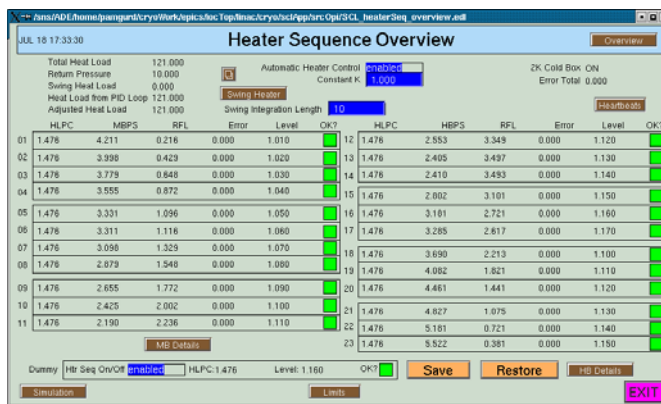 /sns/ADE/home/pamgurd/cryoWork/epics/iocTop/linac/cryo/sclApp/srcOpi/SCL_heaterSeq_overview.edl
JUL 18 17:33:30
Heater Sequence Overview
Overview
Total Heat Load 121.000
Return Pressure 10.000
Swing Heat Load 0.000
Heat Load from PID Loop 121.000
Adjusted Heat Load 121.000
Automatic Heater Control enabled
Constant K 1.000
Swing Heater
Swing Integration Length 10
2K Cold Box ON
Error Total 0.000
Heartbeats
HLPC MBPS RFL Error Level OK?
01 1.476 4.211 0.216 0.000 1.010
02 1.476 3.998 0.429 0.000 1.020
03 1.476 3.779 0.648 0.000 1.030
04 1.476 3.555 0.872 0.000 1.040
05 1.476 3.331 1.096 0.000 1.050
06 1.476 3.311 1.116 0.000 1.060
07 1.476 3.098 1.329 0.000 1.070
08 1.476 2.879 1.548 0.000 1.080
09 1.476 2.655 1.772 0.000 1.090
10 1.476 2.425 2.002 0.000 1.100
11 1.476 2.190 2.236 0.000 1.110
MB Details
HLPC HBPS RFL Error Level OK?
12 1.476 2.553 3.349 0.000 1.120
13 1.476 2.405 3.497 0.000 1.130
14 1.476 2.410 3.493 0.000 1.140
15 1.476 2.802 3.101 0.000 1.150
16 1.476 3.181 2.721 0.000 1.160
17 1.476 3.285 2.617 0.000 1.170
18 1.476 3.690 2.213 0.000 1.100
19 1.476 4.082 1.821 0.000 1.110
20 1.476 4.461 1.441 0.000 1.120
21 1.476 4.827 1.075 0.000 1.130
22 1.476 5.181 0.721 0.000 1.140
23 1.476 5.522 0.381 0.000 1.150
Dummy Htr Seq On/Off enabled HLPC:1.476 Level: 1.160 OK?
Save
Restore
HB Details
Simulation
Limits
EXIT